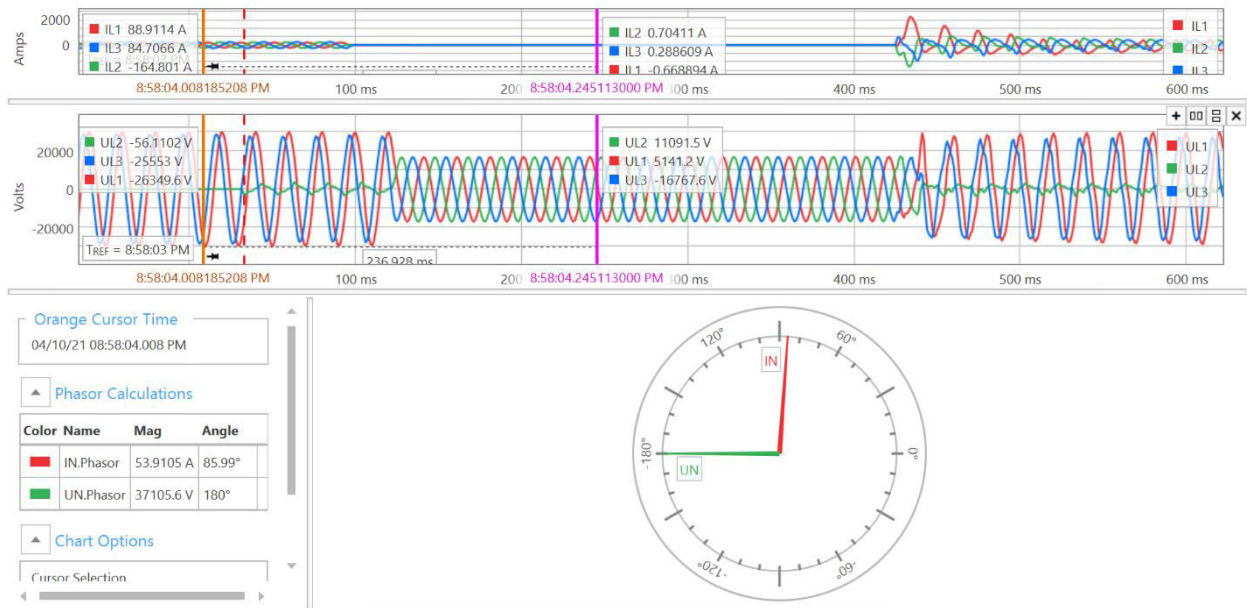 2000
0
Amps
IL1 88.9114 A
IL3 84.7066 A
IL2 -164.801 A
IL2 0.70411 A
IL3 0.288609 A
IL1 -0.668894 A
IL1
IL2
IL3
8:58:04.008185208 PM
100 ms
200
8:58:04.245113000 PM
300 ms
400 ms
500 ms
600 ms
20000
0
-20000
Volts
UL2 -56.1102 V
UL3 -25553 V
UL1 -26349.6 V
UL2 11091.5 V
UL1 5141.2 V
UL3 -16767.6 V
UL1
UL2
UL3
TREF = 8:58:03 PM
236.928 ms
8:58:04.008185208 PM
100 ms
200
8:58:04.245113000 PM
300 ms
400 ms
500 ms
600 ms
Orange Cursor Time
04/10/21 08:58:04.008 PM
Phasor Calculations
Color Name Mag Angle
IN.Phasor 53.9105 A 85.99°
UN.Phasor 37105.6 V 180°
Chart Options
Cursor Selection
120°
60°
IN
-180°
UN
0°
-120°
-60°